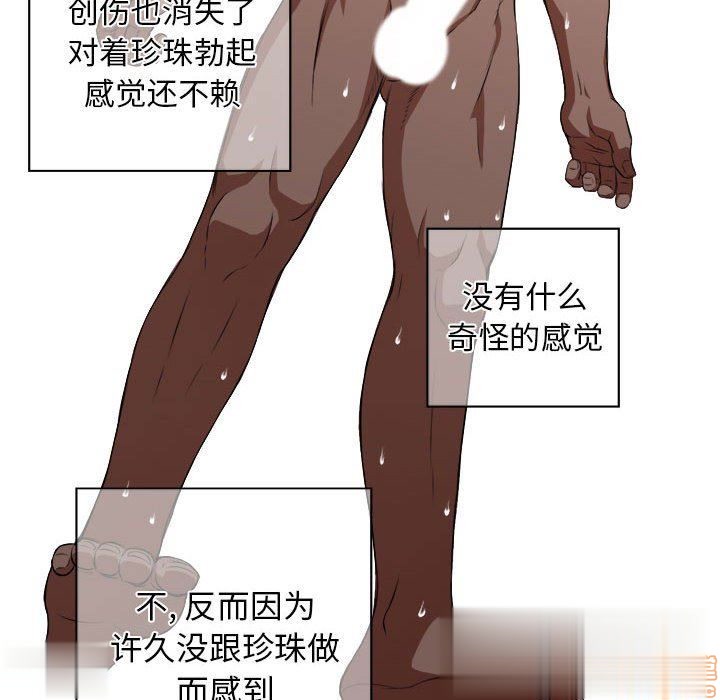 创伤也消失了
对着珍珠勃起
感觉还不赖
没有什么
奇怪的感觉
不, 反而因为
许久没跟珍珠做
而感到